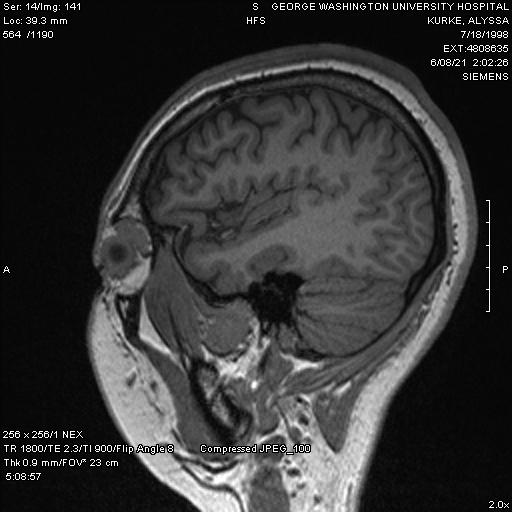 Ser: 14/Img: 141
Loc: 39.3 mm
564 /1190
S
HFS
GEORGE WASHINGTON UNIVERSITY HOSPITAL
KURKE, ALYSSA
7/18/1998
EXT:4808635
6/08/21 2:02:26
SIEMENS
A
P
256 x 256/1 NEX
TR 1800/TE 2.3/TI 900/Flip Angle 8
Compressed JPEG_100
Thk 0.9 mm/FOV* 23 cm
5:08:57
2.0x